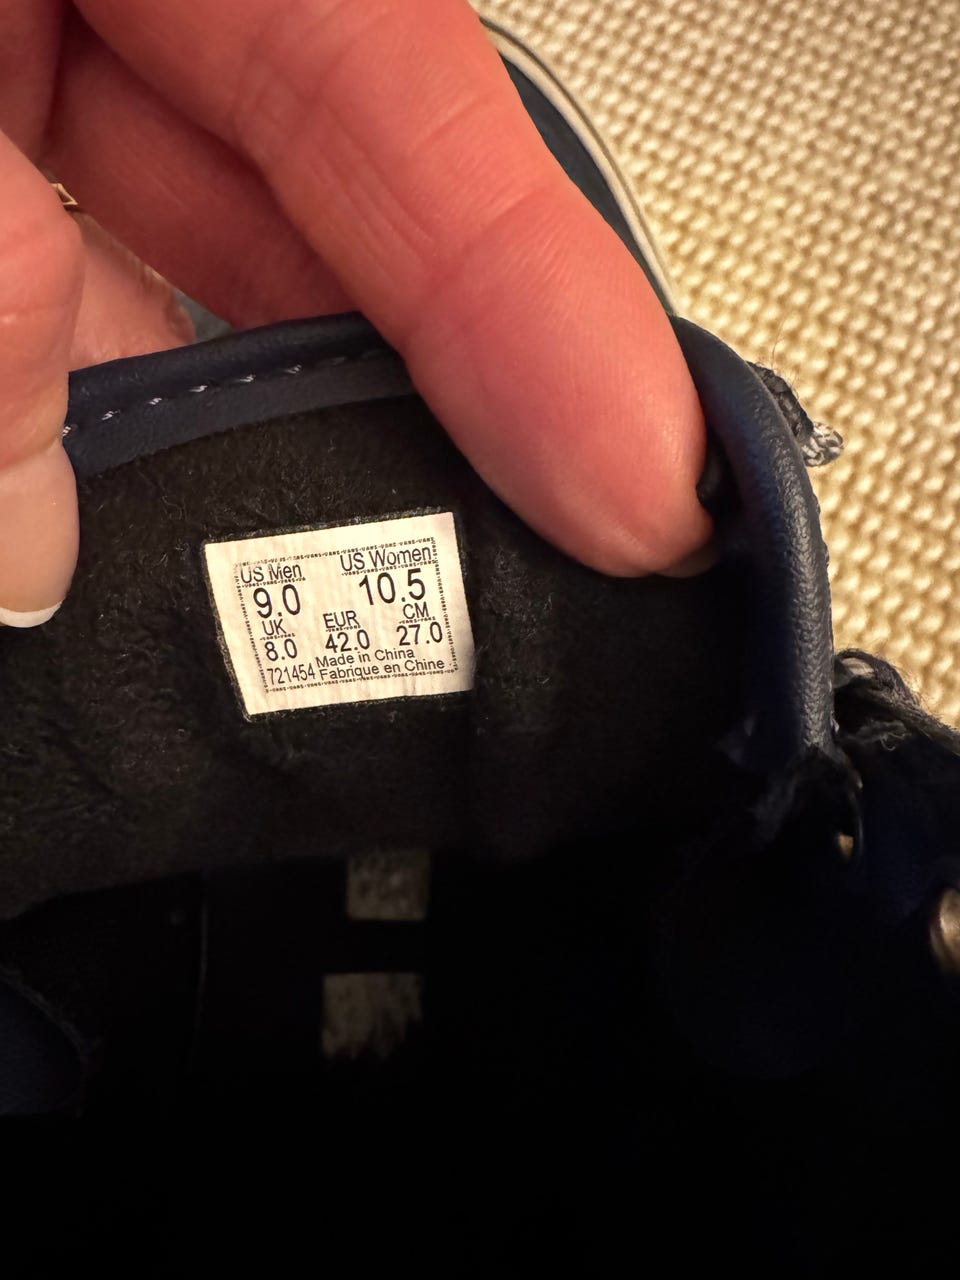 US Men US Women
9.0 10.5
UK EUR CM
8.0 42.0 27.0
Made in China
721454 Fabrique en Chine